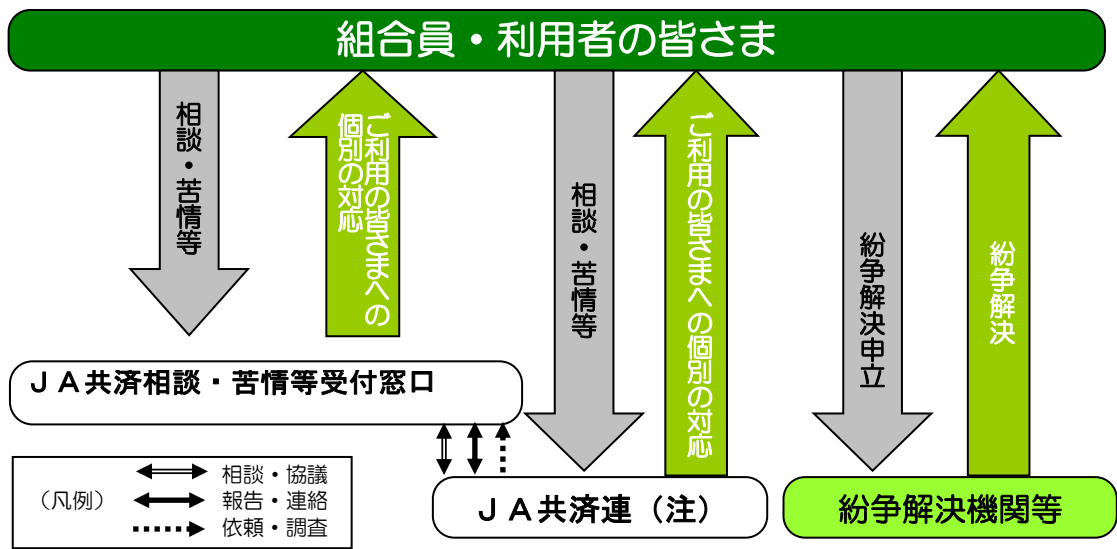 組合員・利用者の皆さま
相談・苦情等
ご利用の皆さまへの
個別の対応
相談・苦情等
ご利用の皆さまへの個別の対応
紛争解決申立
紛争解決
ＪＡ共済相談・苦情等受付窓口
（凡例）
相談・協議
報告・連絡
依頼・調査
ＪＡ共済連（注）
紛争解決機関等